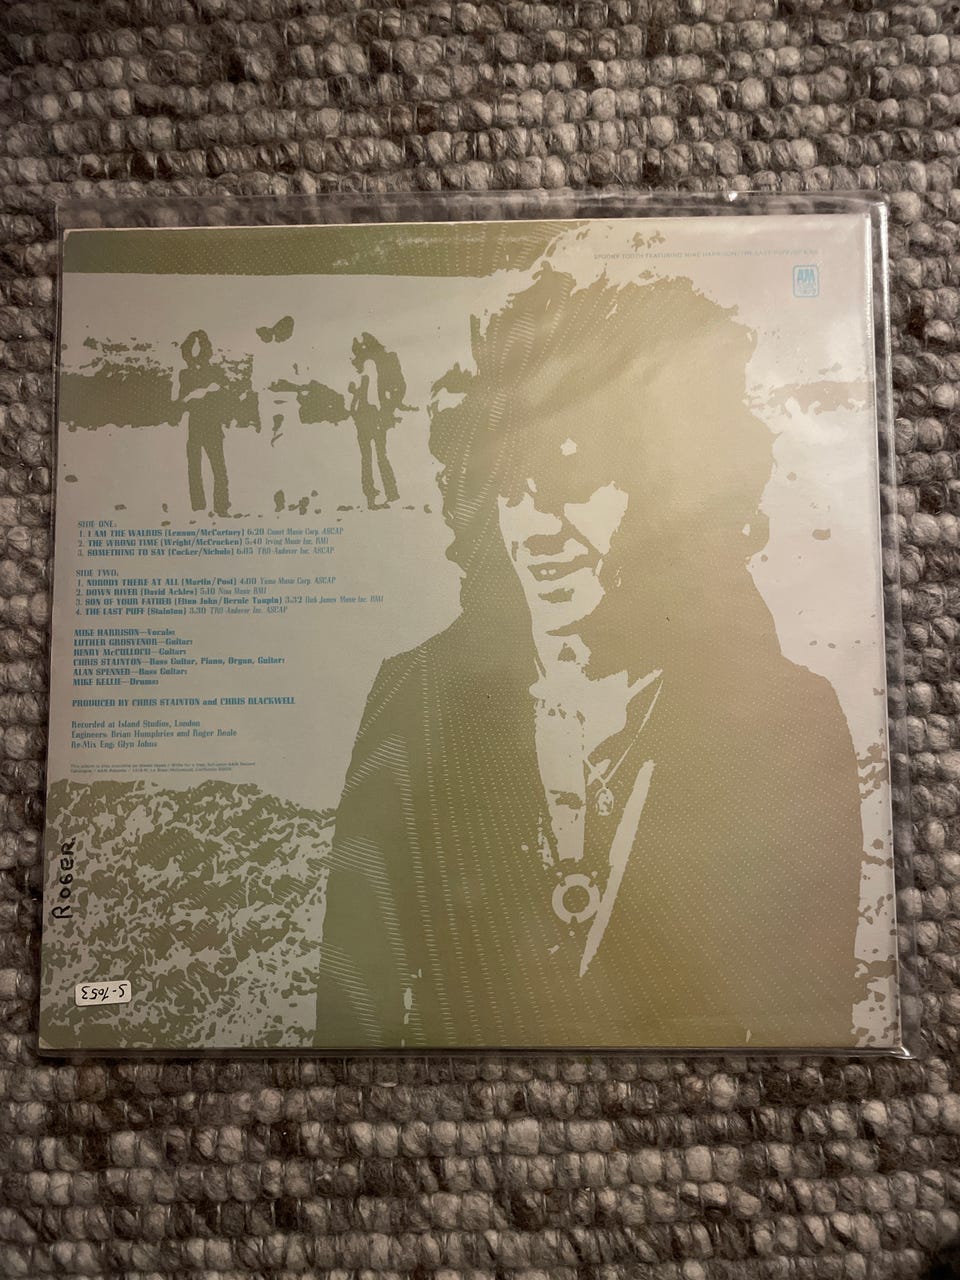 SPOOKY TOOTH FEATURING MIKE HARRISON/THE LAST PUFF
A&M
SIDE ONE:
1. I AM THE WALRUS (Lennon/McCartney) 6:20 Comet Music Corp. ASCAP
2. THE WRONG TIME (Wright/McCracken) 5:40 Irving Music Inc. BMI
3. SOMETHING TO SAY (Cocker/Nichols) 6:05 TRO-Andover Inc. ASCAP
SIDE TWO:
1. NOBODY THERE AT ALL (Martin/Post) 4:00 Music Corp. ASCAP
2. DOWN RIVER (David Ackles) 5:10 Nina Music BMI
3. SON OF YOUR FATHER (Elton John/Bernie Taupin) 3:32 Dick James Music Inc. BMI
4. THE LAST PUFF (Stainton) 3:30 TRO-Andover Inc. ASCAP
MIKE HARRISON—Vocals
LUTHER GROSVENOR—Guitar
HENRY McCULLOCH—Guitar
CHRIS STAINTON—Bass Guitar, Piano, Organ, Guitar
ALAN SPENNER—Bass Guitar
MIKE KELLIE—Drums
PRODUCED BY CHRIS STAINTON and CHRIS BLACKWELL
Recorded at Island Studios, London
Engineers: Brian Humphries and Roger Beale
Re-Mix Eng: Glyn Johns
ROGER
S-7053